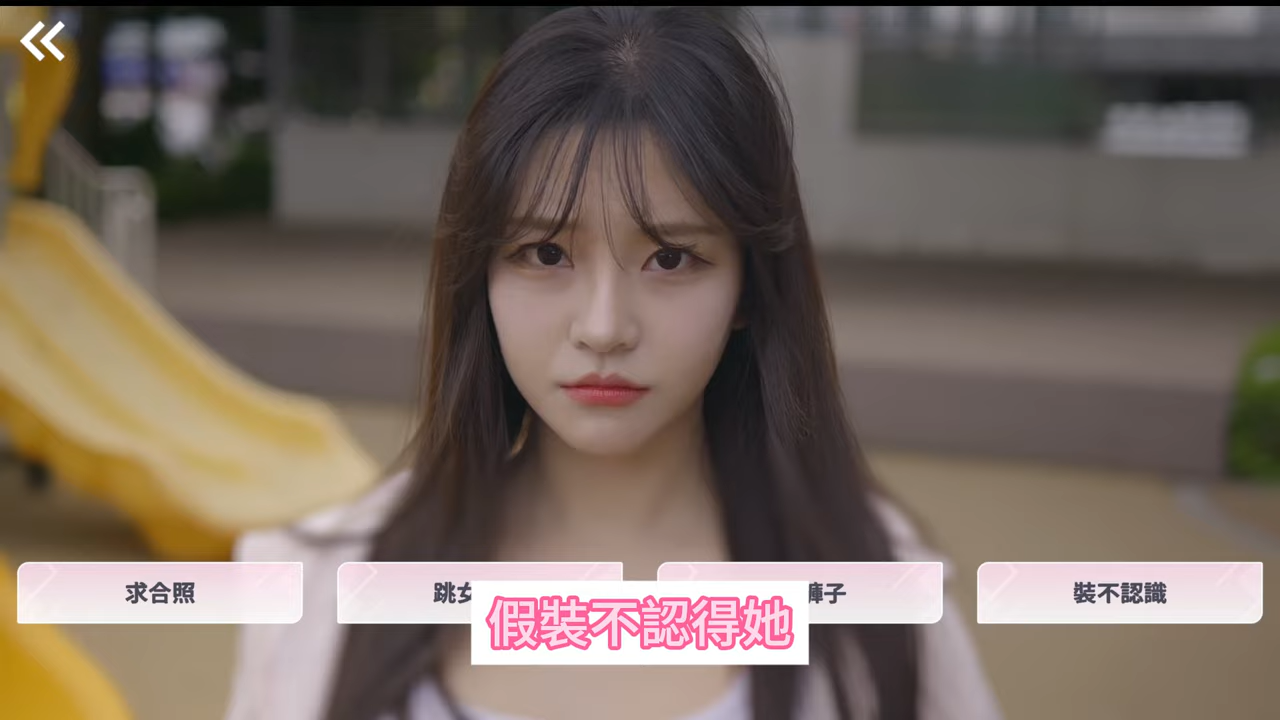 求合照
跳女
褲子
裝不認識
假裝不認得她